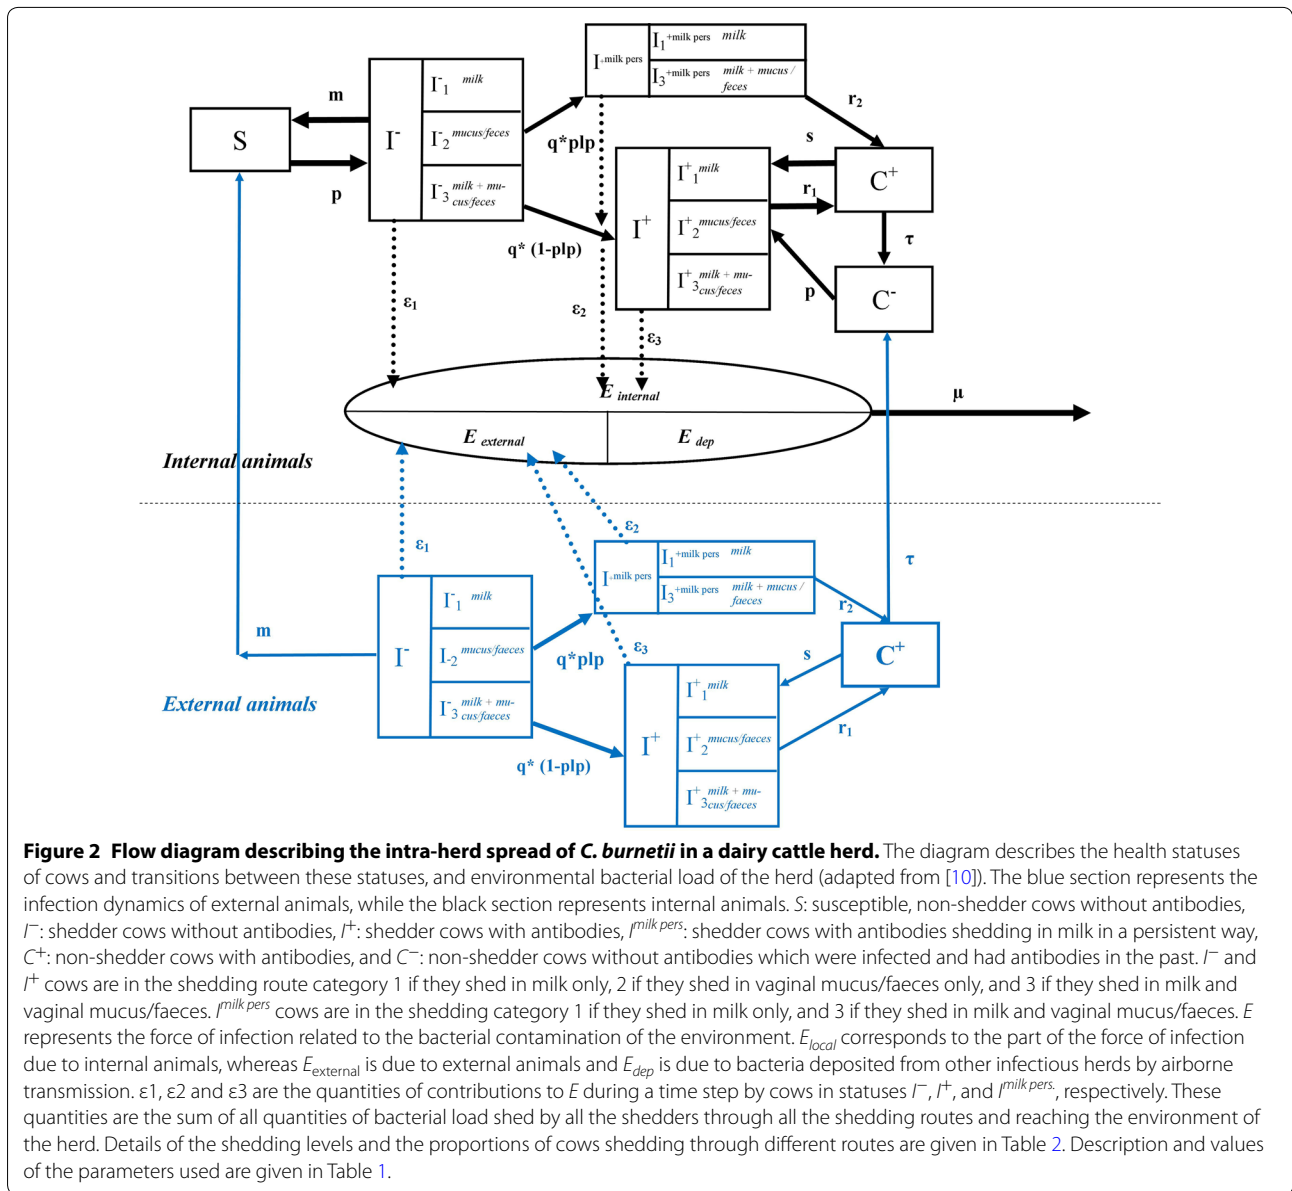 I₁⁺ᵐⁱˡᵏ ᵖᵉʳˢ milk
I₊milk pers
I₃⁺ᵐⁱˡᵏ ᵖᵉʳˢ milk + mucus /
feces
m
I⁻₁ milk
r₂
S
I⁻
I⁻₂ mucus/feces
q*plp
s
p
I⁻₃ milk + mu-
cus/feces
I⁺₁ milk
r₁
C⁺
I⁺
I⁺₂ mucus/feces
q* (1-plp)
τ
I⁺₃ milk + mu-
cus/feces
p
C⁻
ε₁
ε₂
ε₃
E internal
μ
E external
E dep
Internal animals
ε₁
ε₂
I₁⁺ᵐⁱˡᵏ ᵖᵉʳˢ milk
τ
I₊milk pers
I₃⁺ᵐⁱˡᵏ ᵖᵉʳˢ milk + mucus /
faeces
I⁻₁ milk
r₂
m
I⁻
I₋₂ mucus/faeces
q*plp
ε₃
s
C⁺
External animals
I⁻₃ milk + mu-
cus/faeces
I⁺₁ milk
I⁺
I⁺₂ mucus/faeces
r₁
q* (1-plp)
I⁺₃ milk + mu-
cus/faeces
Figure 2 Flow diagram describing the intra-herd spread of C. burnetii in a dairy cattle herd. The diagram describes the health statuses
of cows and transitions between these statuses, and environmental bacterial load of the herd (adapted from [10]). The blue section represents the
infection dynamics of external animals, while the black section represents internal animals. S: susceptible, non-shedder cows without antibodies,
I⁻: shedder cows without antibodies, I⁺: shedder cows with antibodies, Iᵐⁱˡᵏ ᵖᵉʳˢ: shedder cows with antibodies shedding in milk in a persistent way,
C⁺: non-shedder cows with antibodies, and C⁻: non-shedder cows without antibodies which were infected and had antibodies in the past. I⁻ and
I⁺ cows are in the shedding route category 1 if they shed in milk only, 2 if they shed in vaginal mucus/faeces only, and 3 if they shed in milk and
vaginal mucus/faeces. Iᵐⁱˡᵏ ᵖᵉʳˢ cows are in the shedding category 1 if they shed in milk only, and 3 if they shed in milk and vaginal mucus/faeces. E
represents the force of infection related to the bacterial contamination of the environment. E_local corresponds to the part of the force of infection
due to internal animals, whereas E_external is due to external animals and E_dep is due to bacteria deposited from other infectious herds by airborne
transmission. ε1, ε2 and ε3 are the quantities of contributions to E during a time step by cows in statuses I⁻, I⁺, and Iᵐⁱˡᵏ ᵖᵉʳˢ·, respectively. These
quantities are the sum of all quantities of bacterial load shed by all the shedders through all the shedding routes and reaching the environment of
the herd. Details of the shedding levels and the proportions of cows shedding through different routes are given in Table 2. Description and values
of the parameters used are given in Table 1.